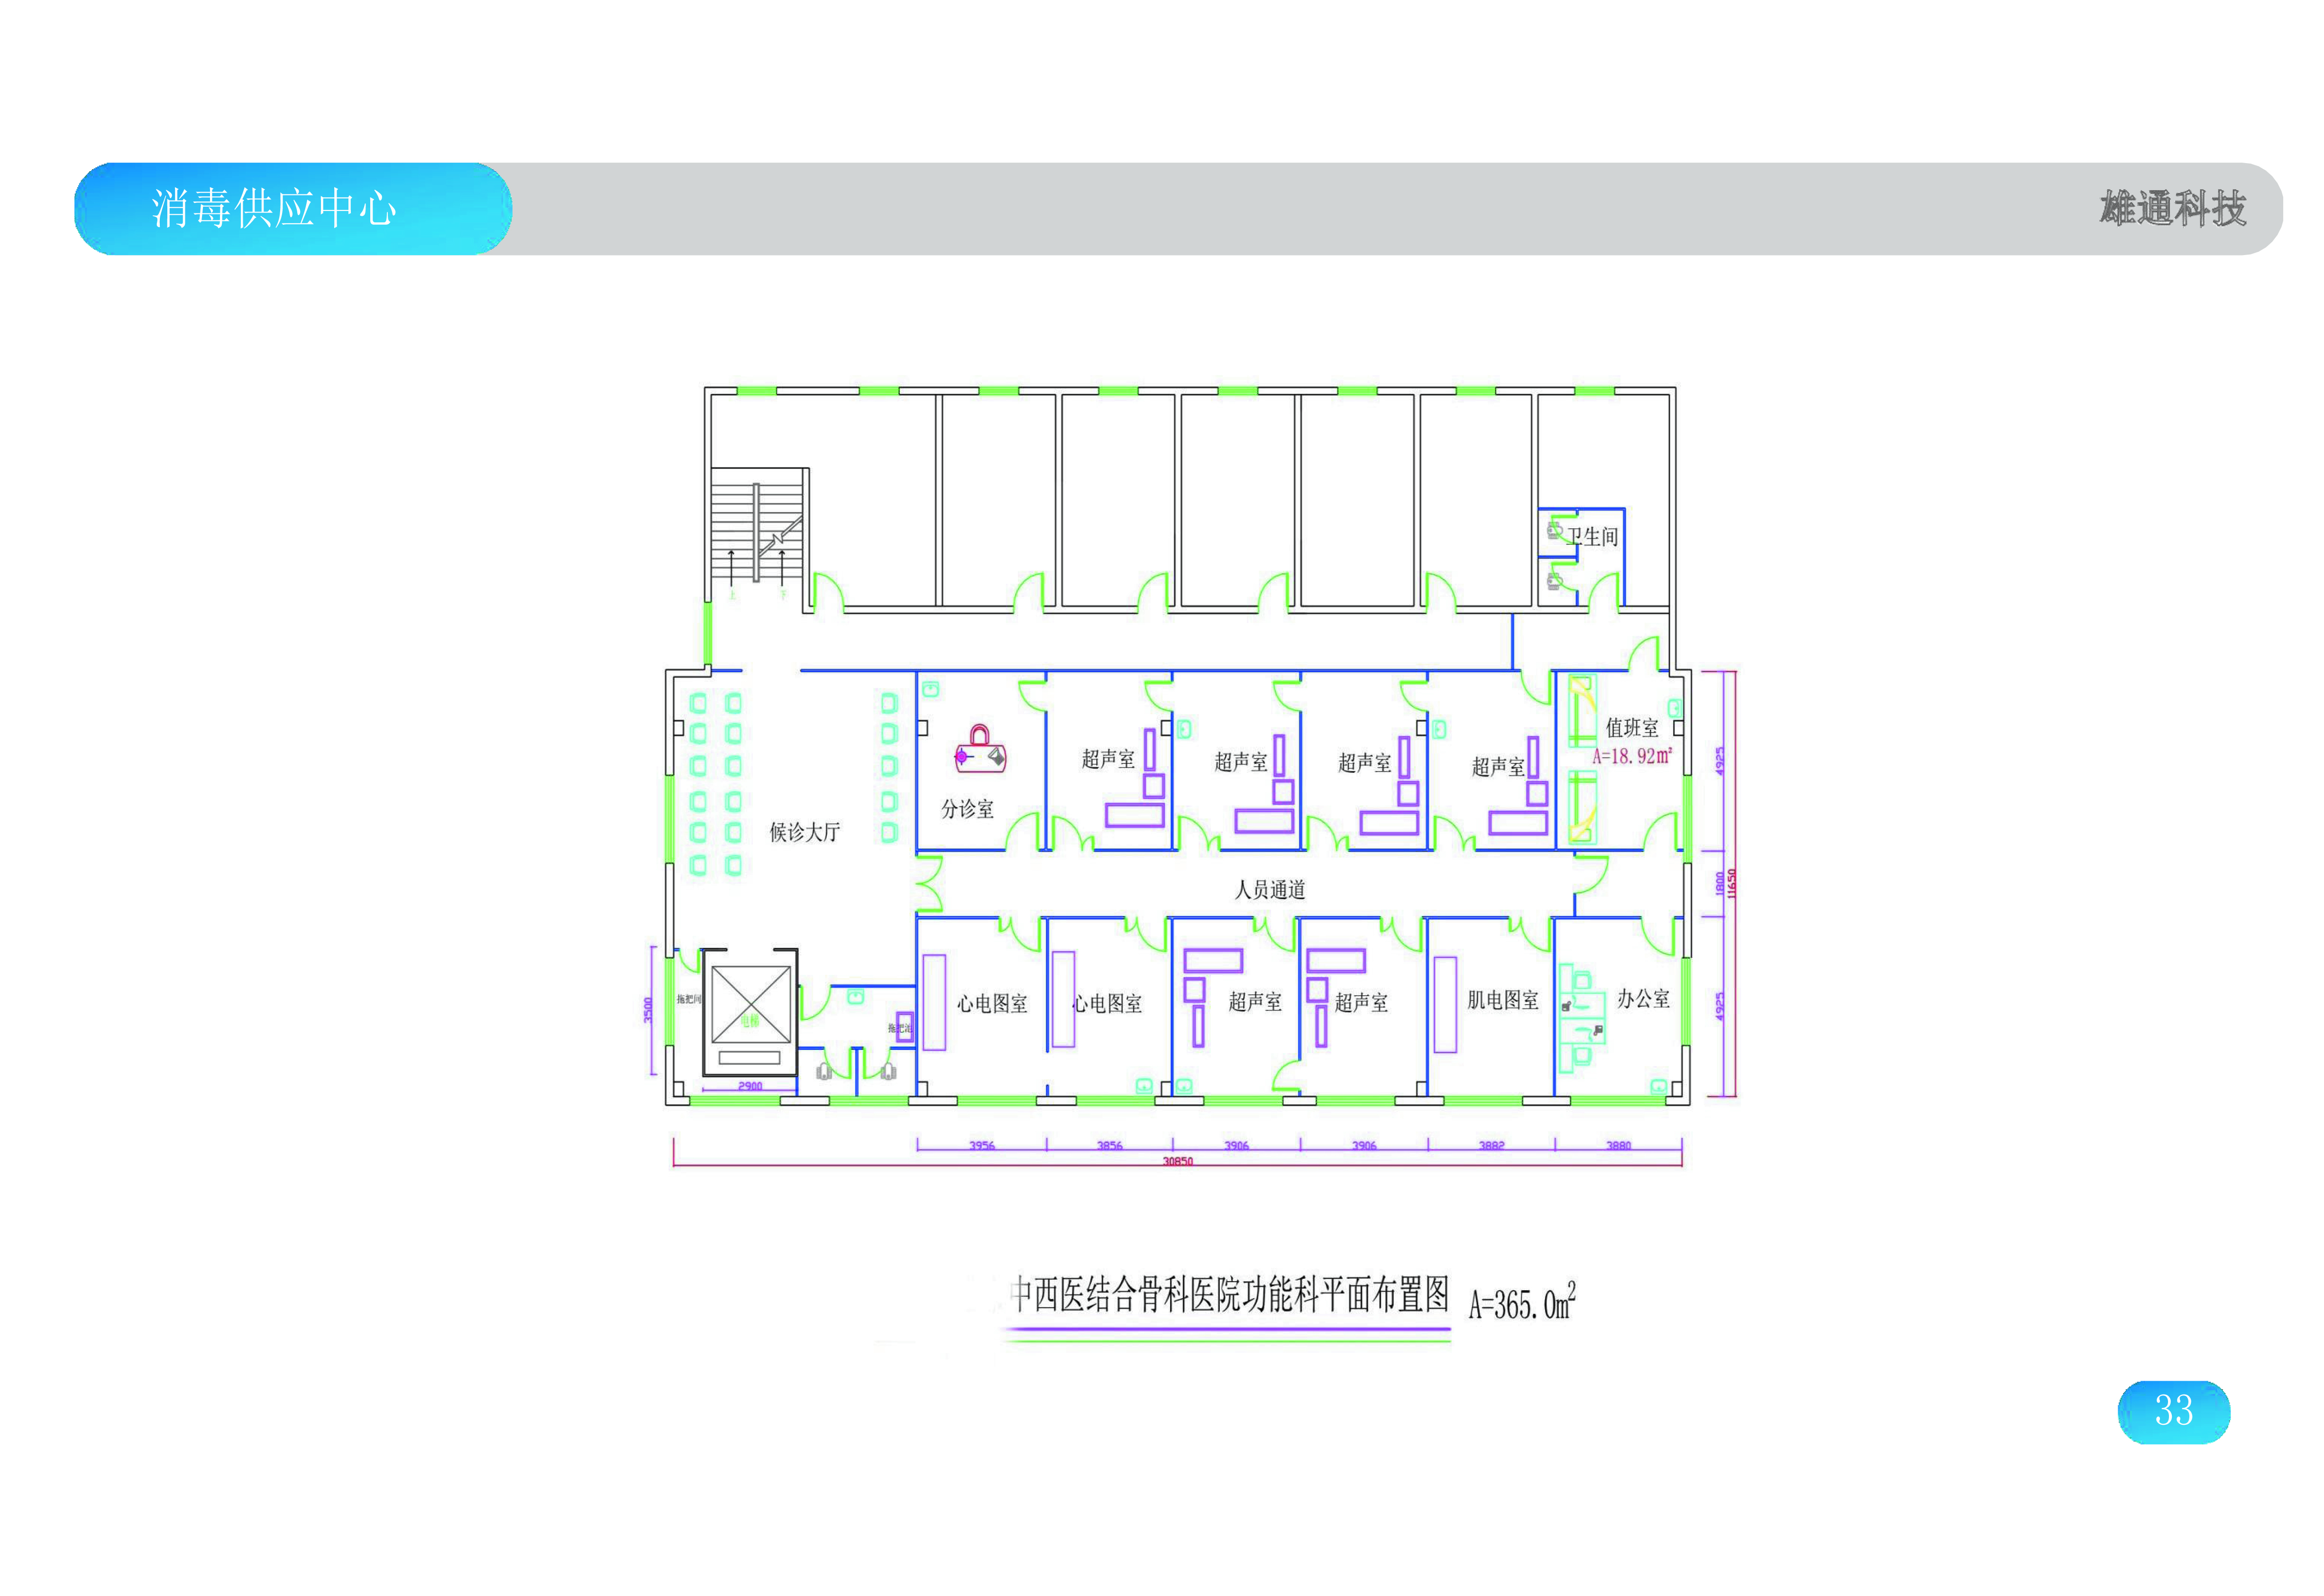 消毒供应中心
雄通科技
卫生间
上
下
值班室
A=18.92m²
超声室
超声室
超声室
超声室
分诊室
候诊大厅
4925
人员通道
1800
11650
心电图室
心电图室
超声室
超声室
肌电图室
办公室
拖把间
电梯
拖把池
3500
4925
2900
3956
3856
3906
3906
3882
3880
30850
中西医结合骨科医院功能科平面布置图 A=365.0m²
33